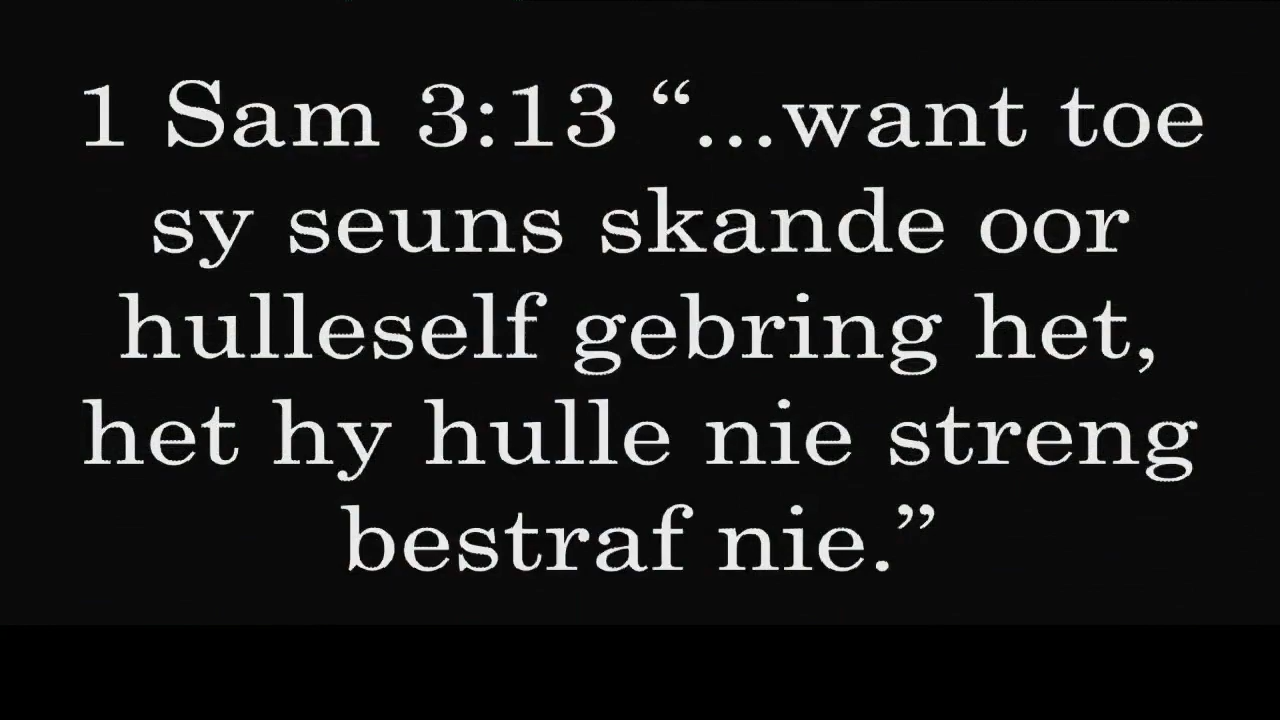 1 Sam 3:13 “...want toe
sy seuns skande oor
hulleself gebring het,
het hy hulle nie streng
bestraf nie.”